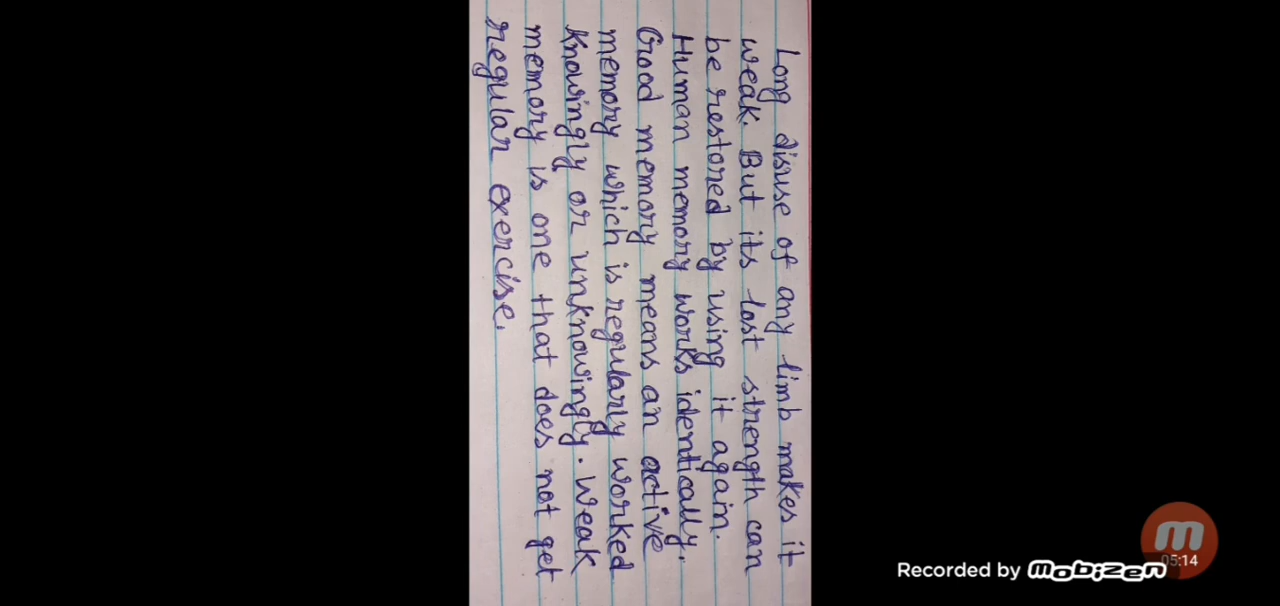 Long disuse of any limb makes it
weak. But its lost strength can
be restored by using it again.
Human memory works identically.
Good memory means an active
memory which is regularly worked
knowingly or unknowingly. Weak
memory is one that does not get
regular exercise.
05:14
Recorded by mobizen